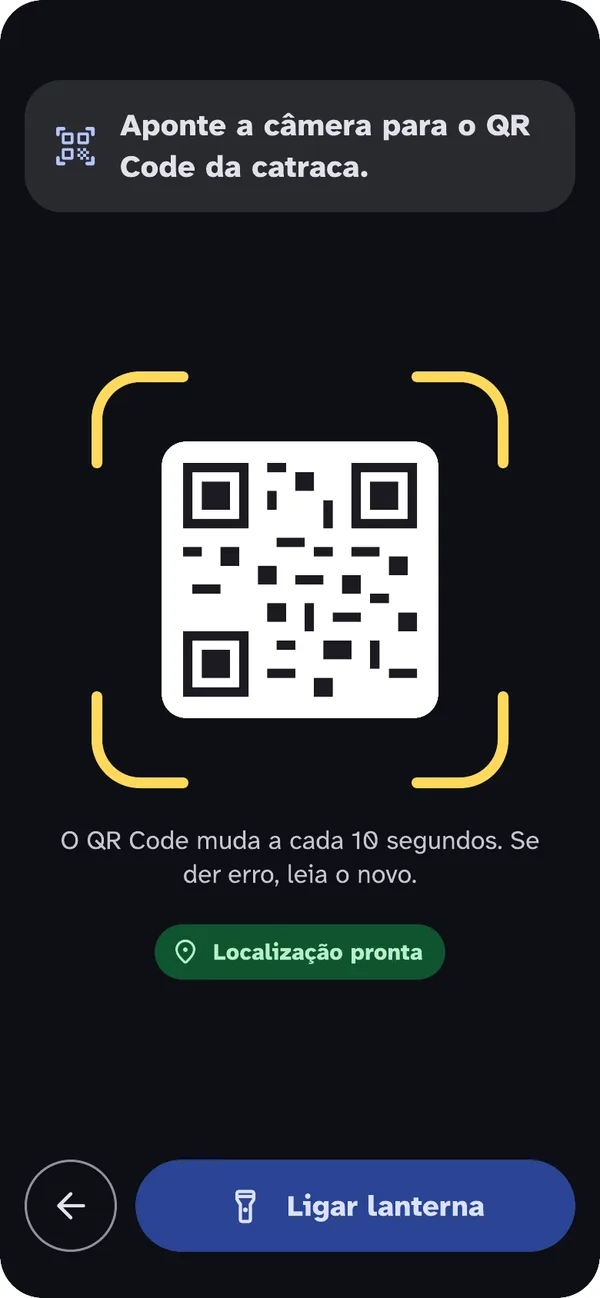 Aponte a câmera para o QR
Code da catraca.
O QR Code muda a cada 10 segundos. Se
der erro, leia o novo.
Localização pronta
Ligar lanterna